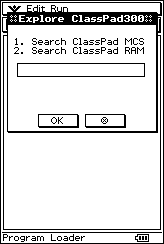 Edit Run
Explore ClassPad300
1. Search ClassPad MCS
2. Search ClassPad RAM
OK
Program Loader